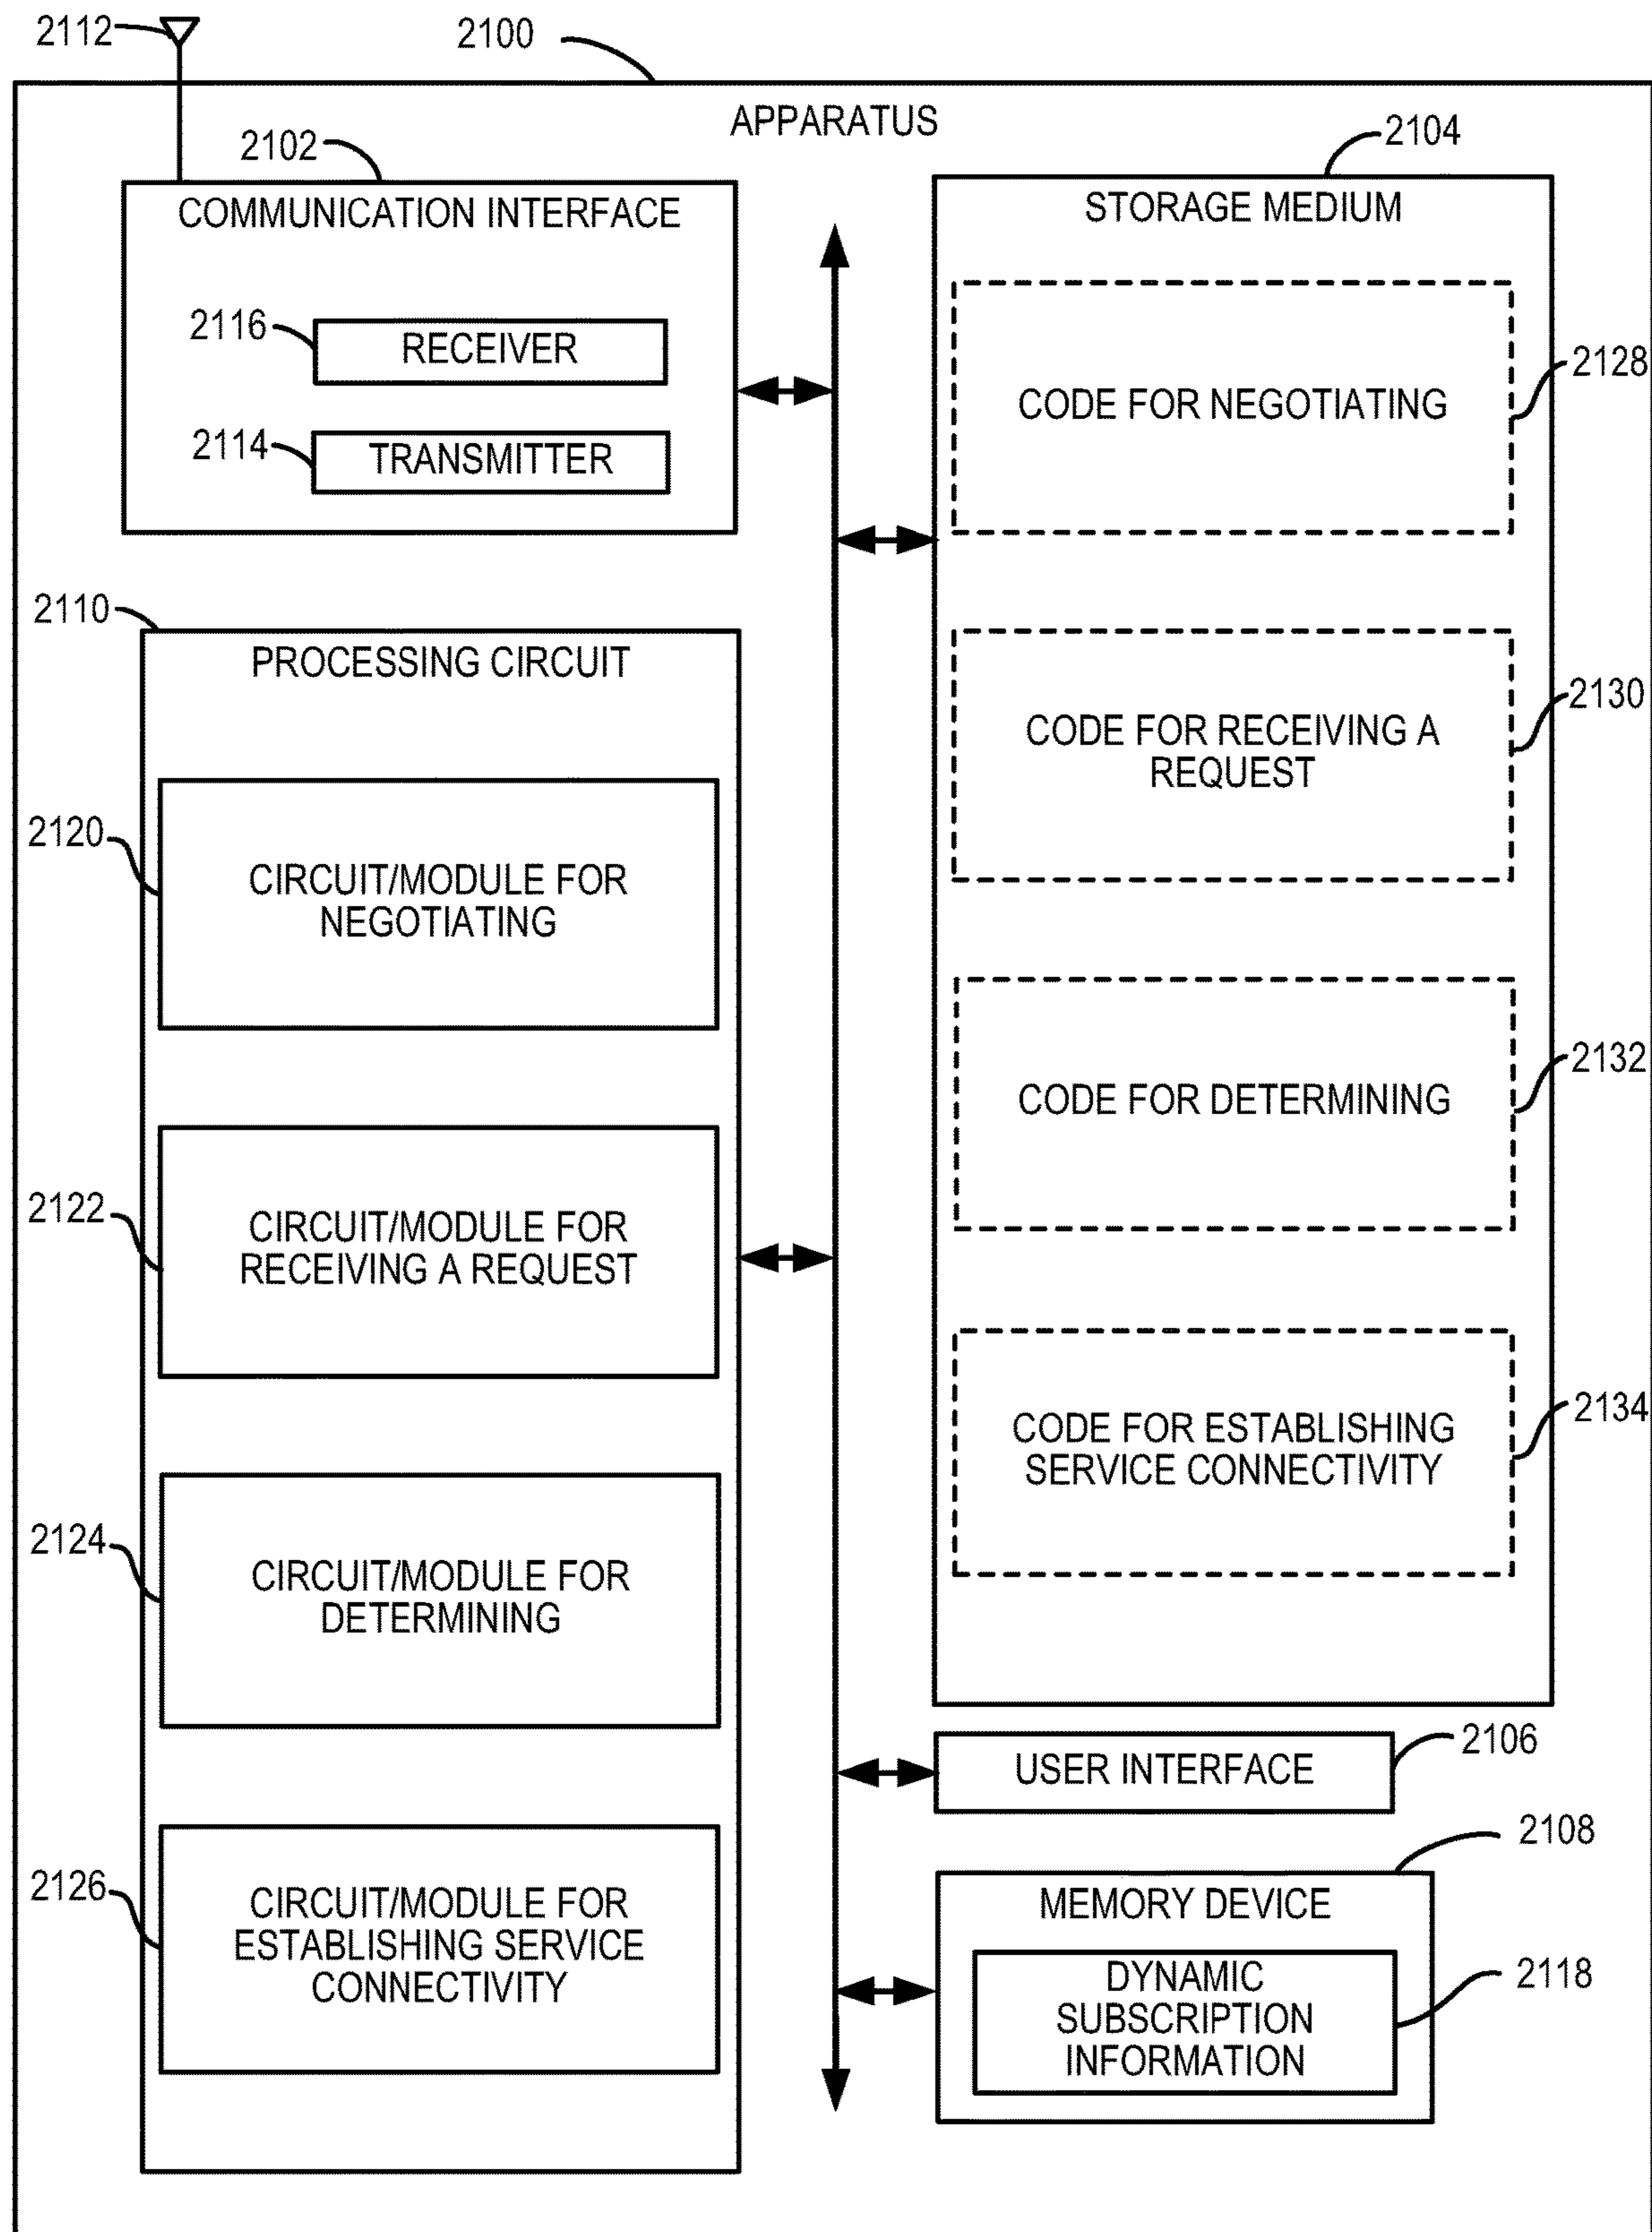 2112
2100
APPARATUS
2102
COMMUNICATION INTERFACE
2116
RECEIVER
2114
TRANSMITTER
2110
PROCESSING CIRCUIT
2120
CIRCUIT/MODULE FOR
NEGOTIATING
2122
CIRCUIT/MODULE FOR
RECEIVING A REQUEST
2124
CIRCUIT/MODULE FOR
DETERMINING
2126
CIRCUIT/MODULE FOR
ESTABLISHING SERVICE
CONNECTIVITY
2104
STORAGE MEDIUM
2128
CODE FOR NEGOTIATING
2130
CODE FOR RECEIVING A
REQUEST
2132
CODE FOR DETERMINING
2134
CODE FOR ESTABLISHING
SERVICE CONNECTIVITY
2106
USER INTERFACE
2108
MEMORY DEVICE
DYNAMIC
SUBSCRIPTION
INFORMATION
2118